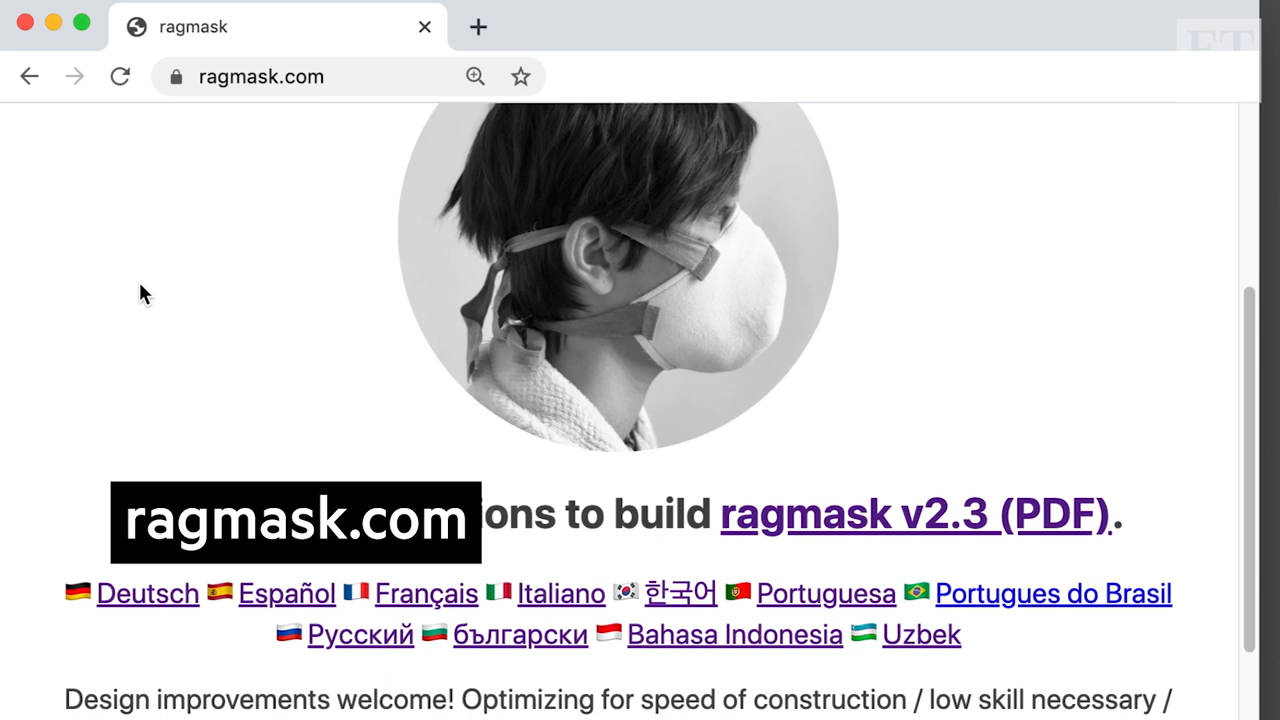 ragmask
FT
ragmask.com
ragmask.com
ions to build ragmask v2.3 (PDF).
Deutsch Español Français Italiano 한국어 Portuguesa Portugues do Brasil
Русский български Bahasa Indonesia Uzbek
Design improvements welcome! Optimizing for speed of construction / low skill necessary /